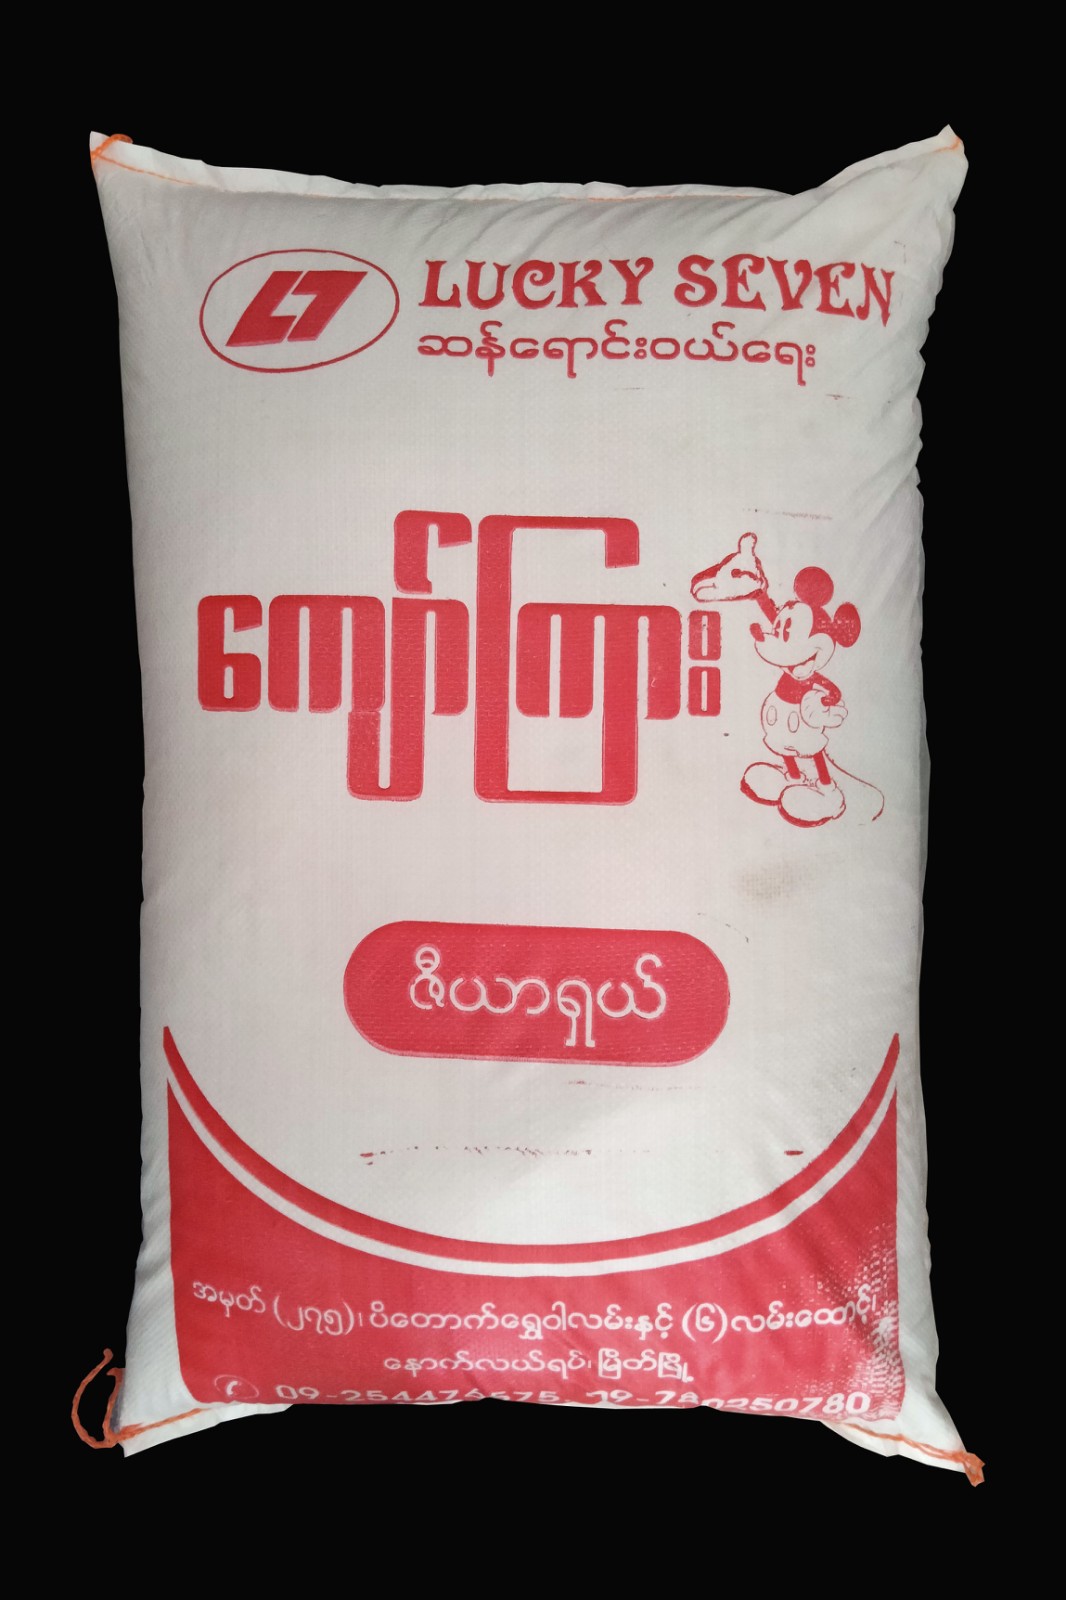 L7 LUCKY SEVEN
ဆန်ရောင်းဝယ်ရေး
ကျော်ကြား
ဇီယာရှယ်
အမှတ် (၂၇၅)၊ ပိတောက်ရွှေဝါလမ်းနှင့် (၆)လမ်းထောင့်၊
နောက်လယ်ရပ်၊ မြိတ်မြို့